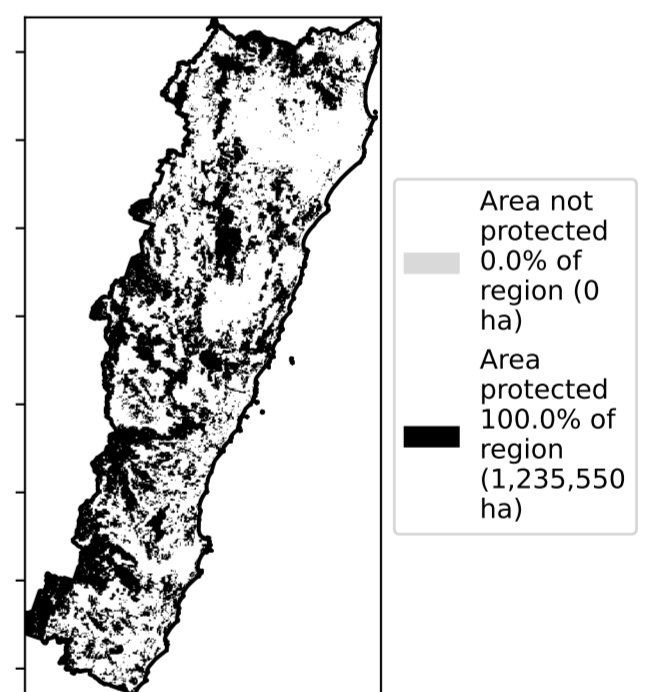 Area not
protected
0.0% of
region (0
ha)
Area
protected
100.0% of
region
(1,235,550
ha)